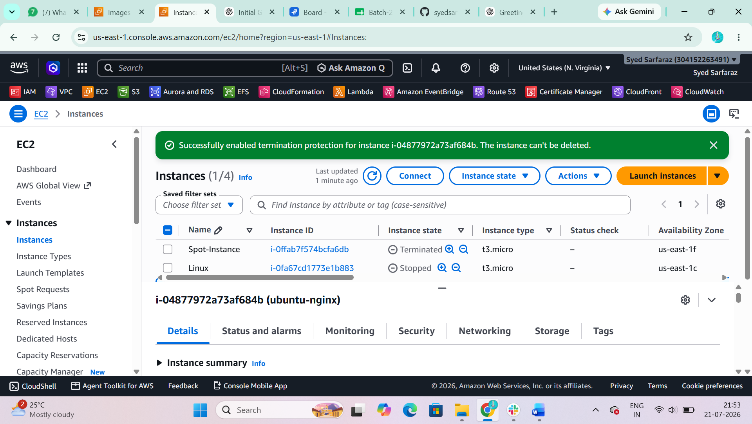 (7) Wha
Images
Instanc
Initial U
Board
Batch-2
syedsar
Greetin
Ask Gemini
us-east-1.console.aws.amazon.com/ec2/home?region=us-east-1#Instances:
aws
Search
[Alt+S]
Ask Amazon Q
United States (N. Virginia)
Syed Sarfaraz (304152263491)
Syed Sarfaraz
IAM
VPC
EC2
S3
Aurora and RDS
EFS
CloudFormation
Lambda
Amazon EventBridge
Route 53
Certificate Manager
CloudFront
CloudWatch
EC2 > Instances
EC2
Dashboard
AWS Global View
Events
Instances
Instances
Instance Types
Launch Templates
Spot Requests
Savings Plans
Reserved Instances
Dedicated Hosts
Capacity Reservations
Capacity Manager New
Successfully enabled termination protection for instance i-04877972a73af684b. The instance can't be deleted.
Instances (1/4) Info
Last updated
1 minute ago
Connect
Instance state
Actions
Launch instances
Saved filter sets
Choose filter set
Find Instance by attribute or tag (case-sensitive)
1
Name
Instance ID
Instance state
Instance type
Status check
Availability Zone
Spot-Instance i-0ffab7f574bcfa6db Terminated t3.micro – us-east-1f
Linux i-0fa67cd1773e1b883 Stopped t3.micro – us-east-1c
i-04877972a73af684b (ubuntu-nginx)
Details
Status and alarms
Monitoring
Security
Networking
Storage
Tags
Instance summary Info
CloudShell
Agent Toolkit for AWS
Feedback
Console Mobile App
© 2026, Amazon Web Services, Inc. or its affiliates.
Privacy
Terms
Cookie preferences
2
25°C
Mostly cloudy
Search
ENG
IN
21:53
21-07-2026